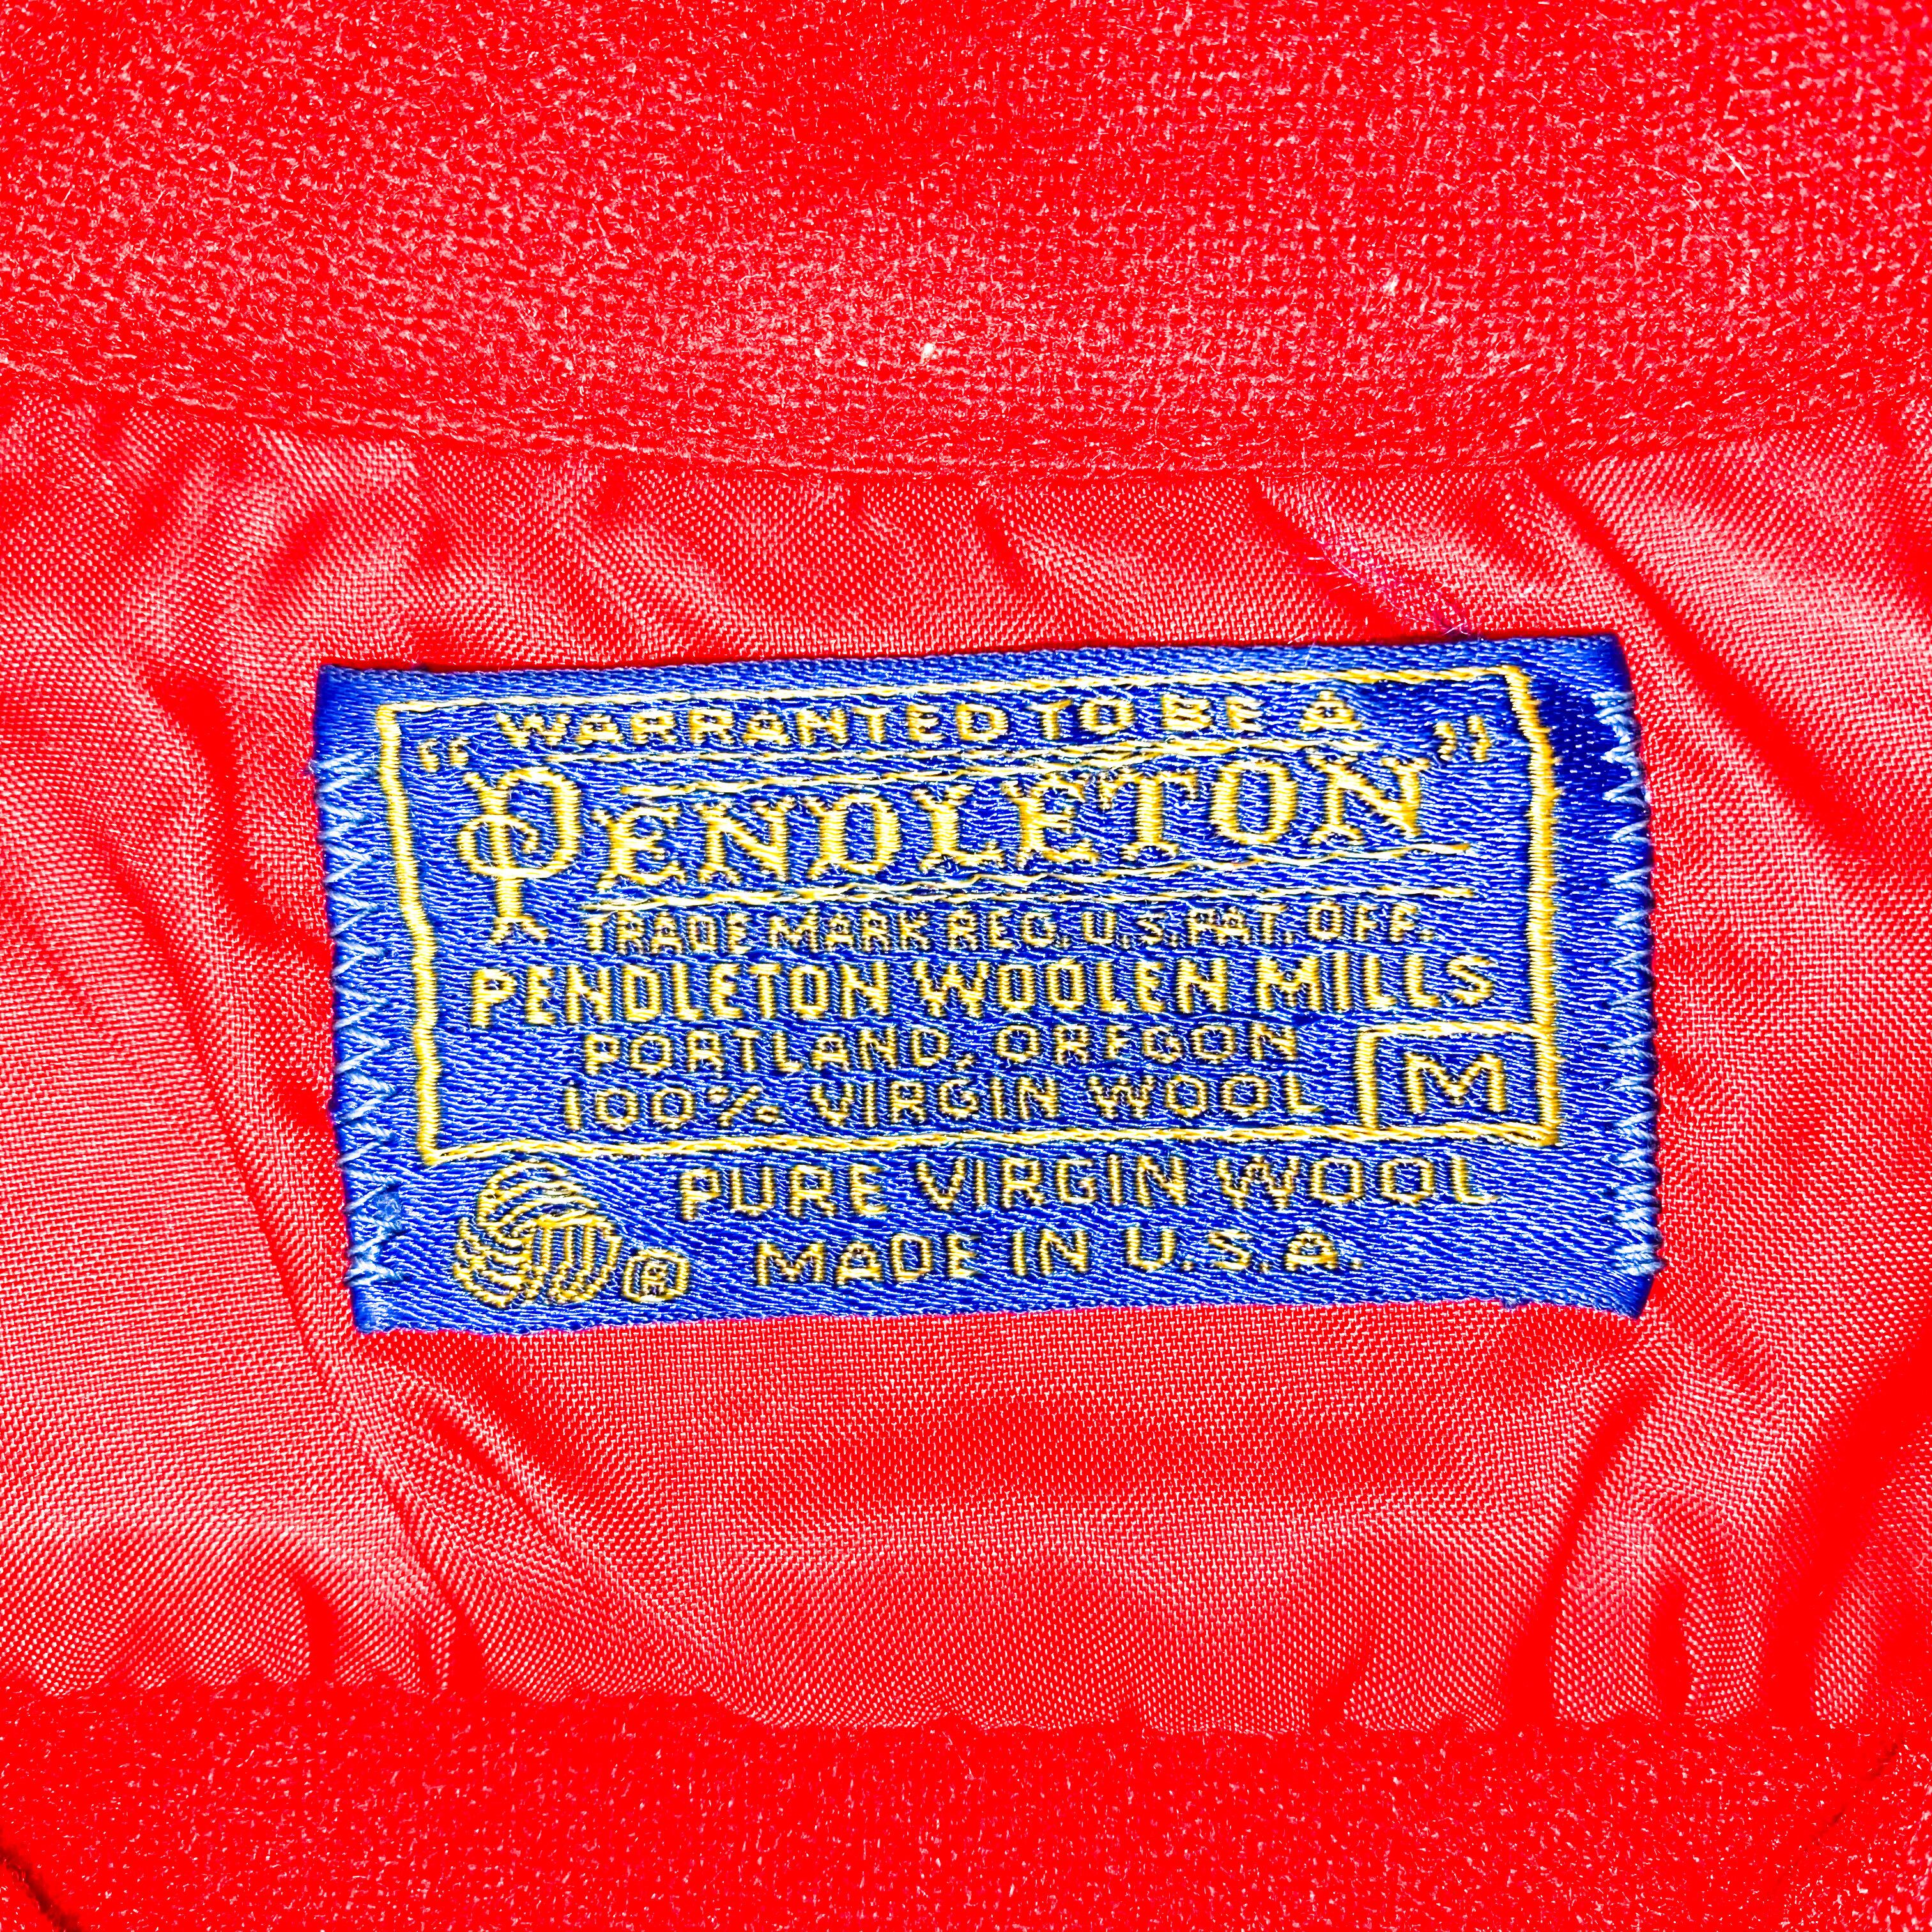 WARRANTED TO BE A
“PENDLETON”
TRADE MARK REG. U.S. PAT. OFF.
PENDLETON WOOLEN MILLS
PORTLAND, OREGON
100% VIRGIN WOOL M
PURE VIRGIN WOOL
® MADE IN U.S.A.